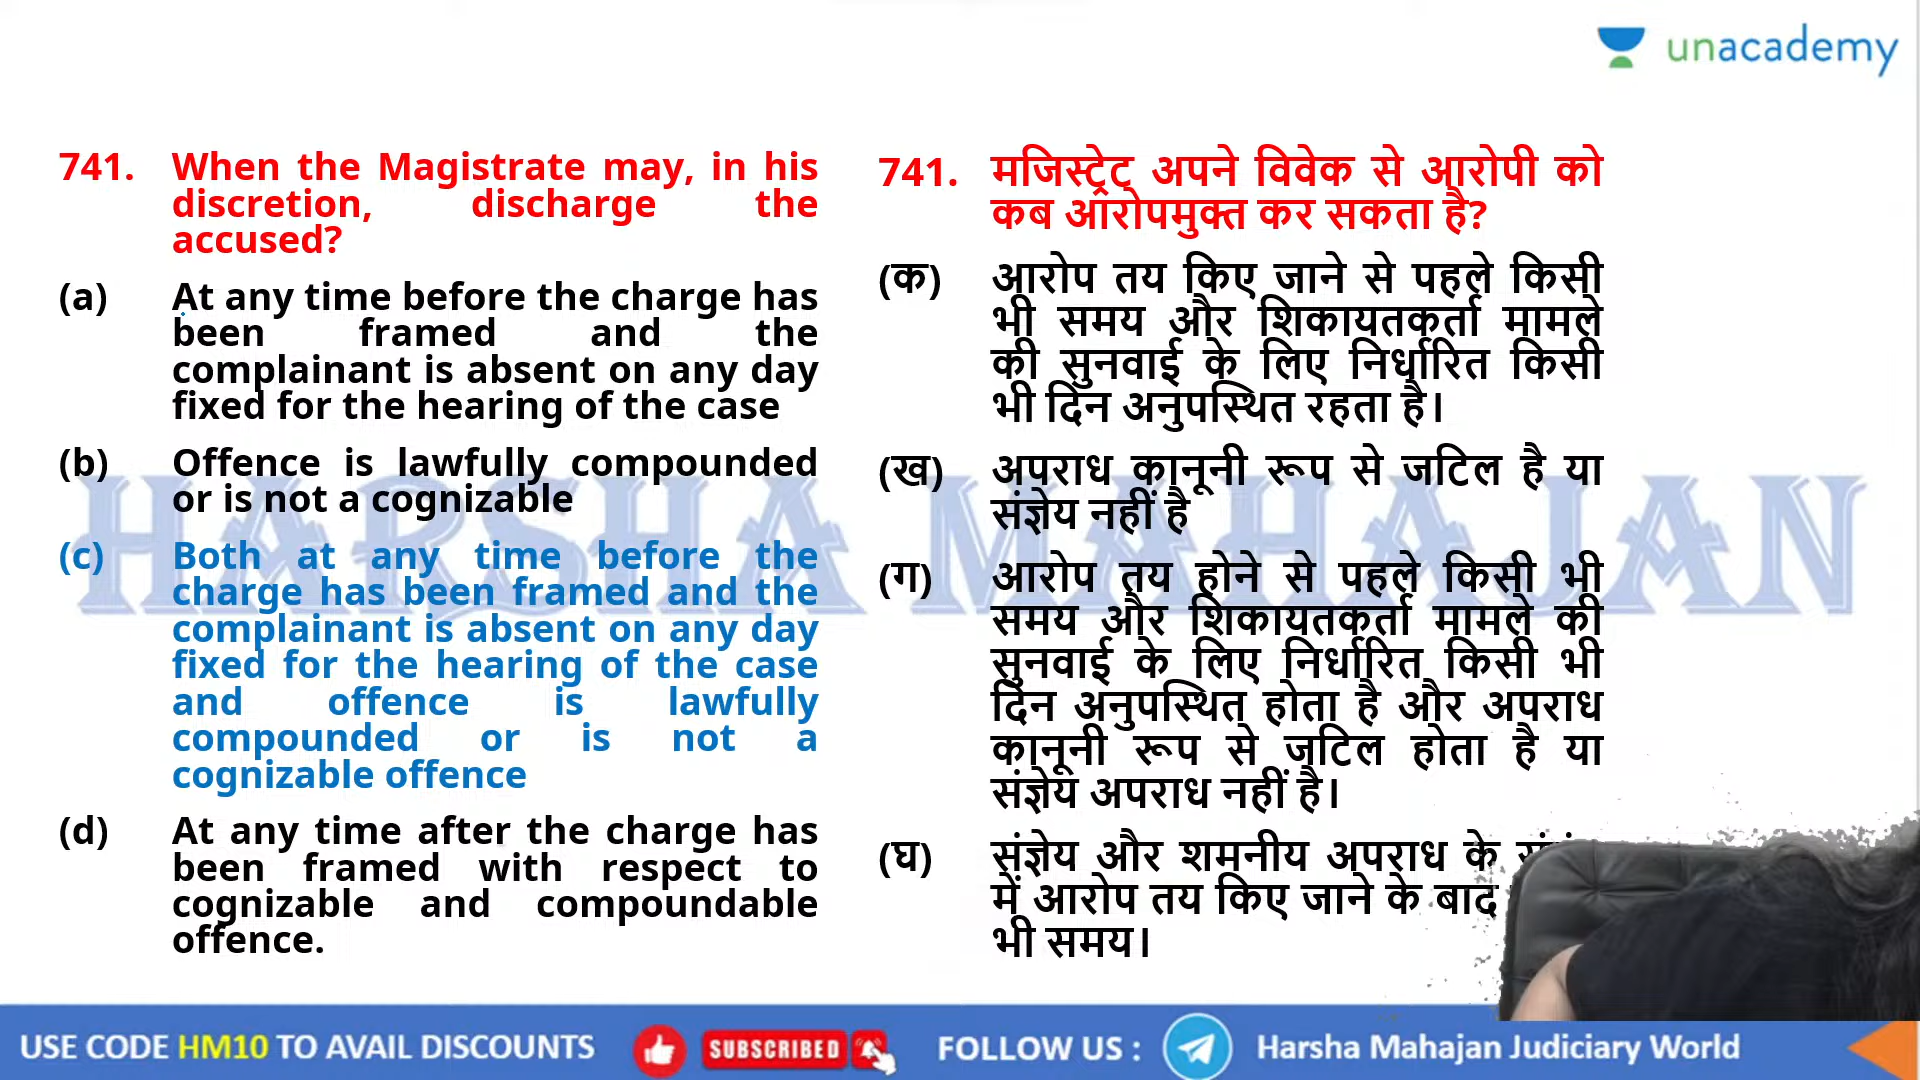 unacademy
741. When the Magistrate may, in his
discretion, discharge the
accused?
(a) At any time before the charge has
been framed and the
complainant is absent on any day
fixed for the hearing of the case
(b) Offence is lawfully compounded
or is not a cognizable
(c) Both at any time before the
charge has been framed and the
complainant is absent on any day
fixed for the hearing of the case
and offence is lawfully
compounded or is not a
cognizable offence
(d) At any time after the charge has
been framed with respect to
cognizable and compoundable
offence.
741. मजिस्ट्रेट अपने विवेक से आरोपी को
कब आरोपमुक्त कर सकता है?
(क) आरोप तय किए जाने से पहले किसी
भी समय और शिकायतकर्ता मामले
की सुनवाई के लिए निर्धारित किसी
भी दिन अनुपस्थित रहता है।
(ख) अपराध कानूनी रूप से जटिल है या
संज्ञेय नहीं है
(ग) आरोप तय होने से पहले किसी भी
समय और शिकायतकर्ता मामले की
सुनवाई के लिए निर्धारित किसी भी
दिन अनुपस्थित होता है और अपराध
कानूनी रूप से जटिल होता है या
संज्ञेय अपराध नहीं है।
(घ) संज्ञेय और शमनीय अपराध के
में आरोप तय किए जाने के बाद
भी समय।
HARSHA MAHAJAN
USE CODE HM10 TO AVAIL DISCOUNTS
SUBSCRIBED
FOLLOW US :
Harsha Mahajan Judiciary World